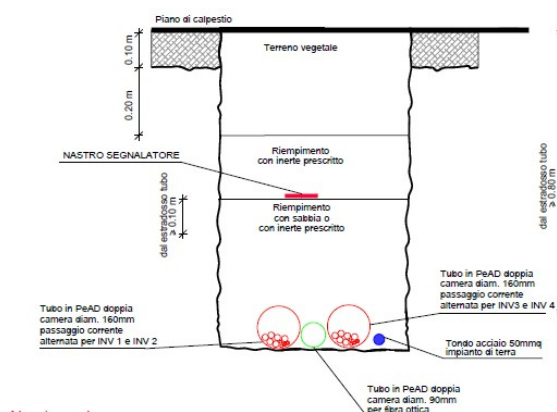 Piano di calpestio
0.10 m
Terreno vegetale
0.20 m
NASTRO SEGNALATORE
Riempimento
con inerte prescritto
dal estradosso tubo
≥ 0.10 m
Riempimento
con sabbia o
con inerte prescritto
dal estradosso tubo
≥ 0.80 m
Tubo in PeAD doppia
camera diam. 160mm
passaggio corrente
alternata per INV3 e INV 4
Tubo in PeAD doppia
camera diam. 160mm
passaggio corrente
alternata per INV 1 e INV 2
Tondo acciaio 50mmq
impianto di terra
Tubo in PeAD doppia
camera diam. 90mm
per fibra ottica